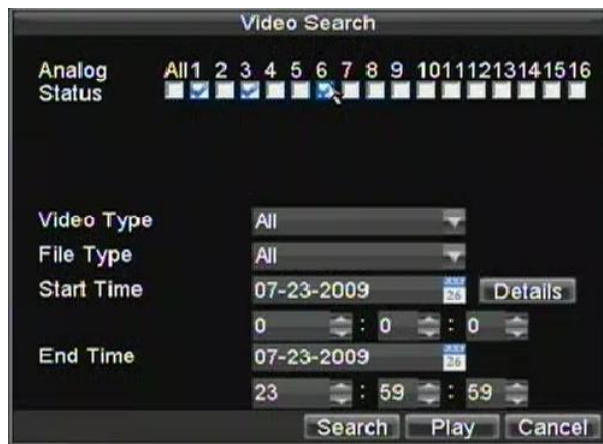 Video Search
Analog All 1 2 3 4 5 6 7 8 9 10 11 12 13 14 15 16
Status
Video Type All
File Type All
Start Time 07-23-2009 26 Details
0 : 0 : 0
End Time 07-23-2009 26
23 : 59 : 59
Search Play Cancel